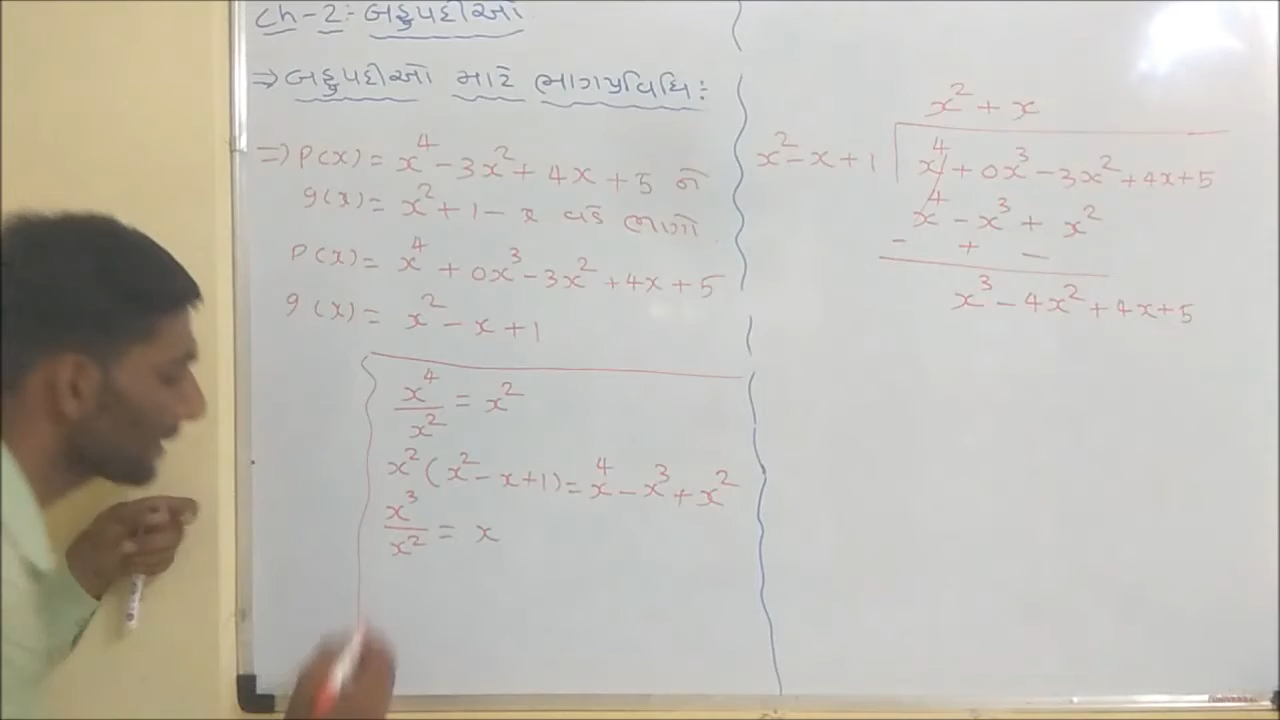 Ch-2: બહુપદીઓ
⇒ બહુપદીઓ માટે ભાગપ્રવિધિ:
⇒ P(x) = x⁴ - 3x² + 4x + 5 ને
g(x) = x² + 1 - x વડે ભાગો
P(x) = x⁴ + 0x³ - 3x² + 4x + 5
g(x) = x² - x + 1
x⁴/x² = x²
x²(x² - x + 1) = x⁴ - x³ + x²
x³/x² = x
x² + x
x² - x + 1 | x⁴ + 0x³ - 3x² + 4x + 5
x⁴ - x³ + x²
- + -
x³ - 4x² + 4x + 5